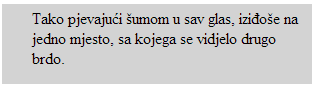 Tako pjevajući šumom u sav glas, iziđoše na
jedno mjesto, sa kojega se vidjelo drugo
brdo.